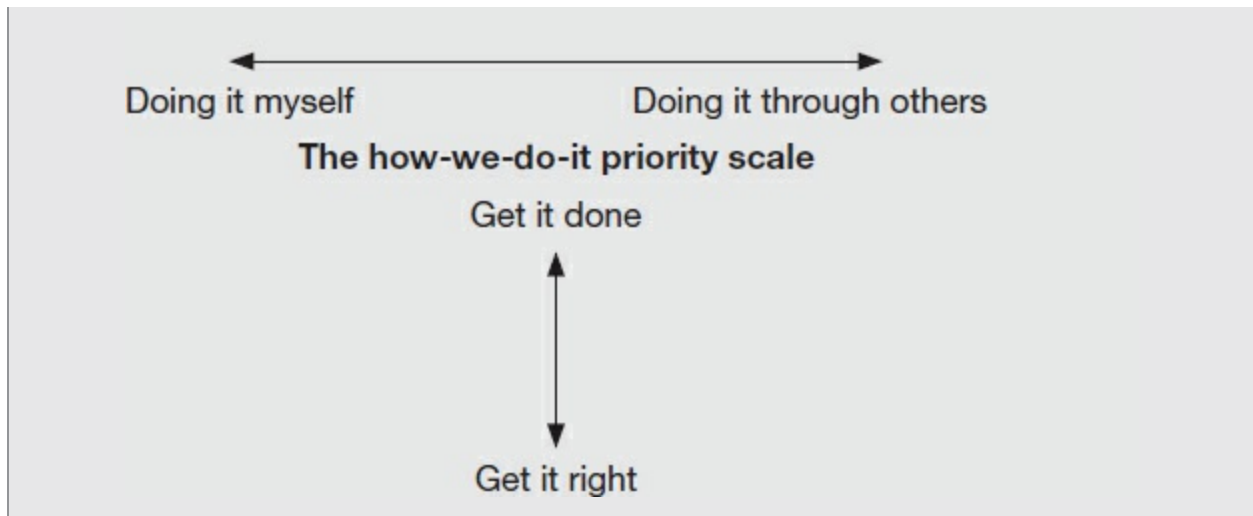 Doing it myself Doing it through others
The how-we-do-it priority scale
Get it done
Get it right